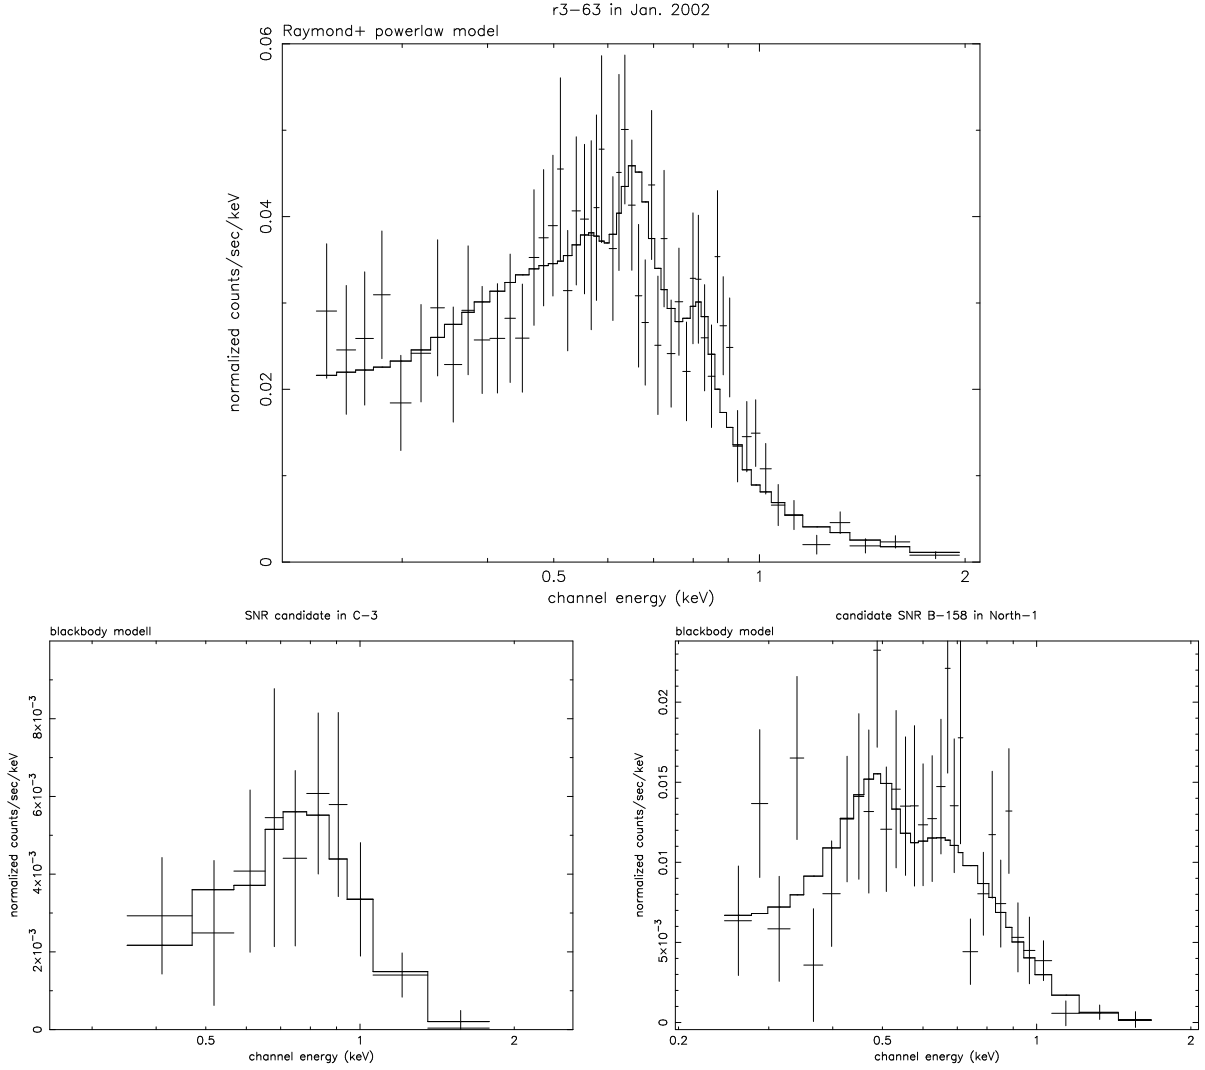 r3-63 in Jan. 2002
Raymond+ powerlaw model
normalized counts/sec/keV
0.06
0.04
0.02
0
0.5
1
2
channel energy (keV)
SNR candidate in C-3
blackbody modell
normalized counts/sec/keV
8×10⁻³
6×10⁻³
4×10⁻³
2×10⁻³
0
0.5
1
2
channel energy (keV)
candidate SNR B-158 in North-1
blackbody model
normalized counts/sec/keV
0.02
0.015
0.01
5×10⁻³
0
0.2
0.5
1
2
channel energy (keV)